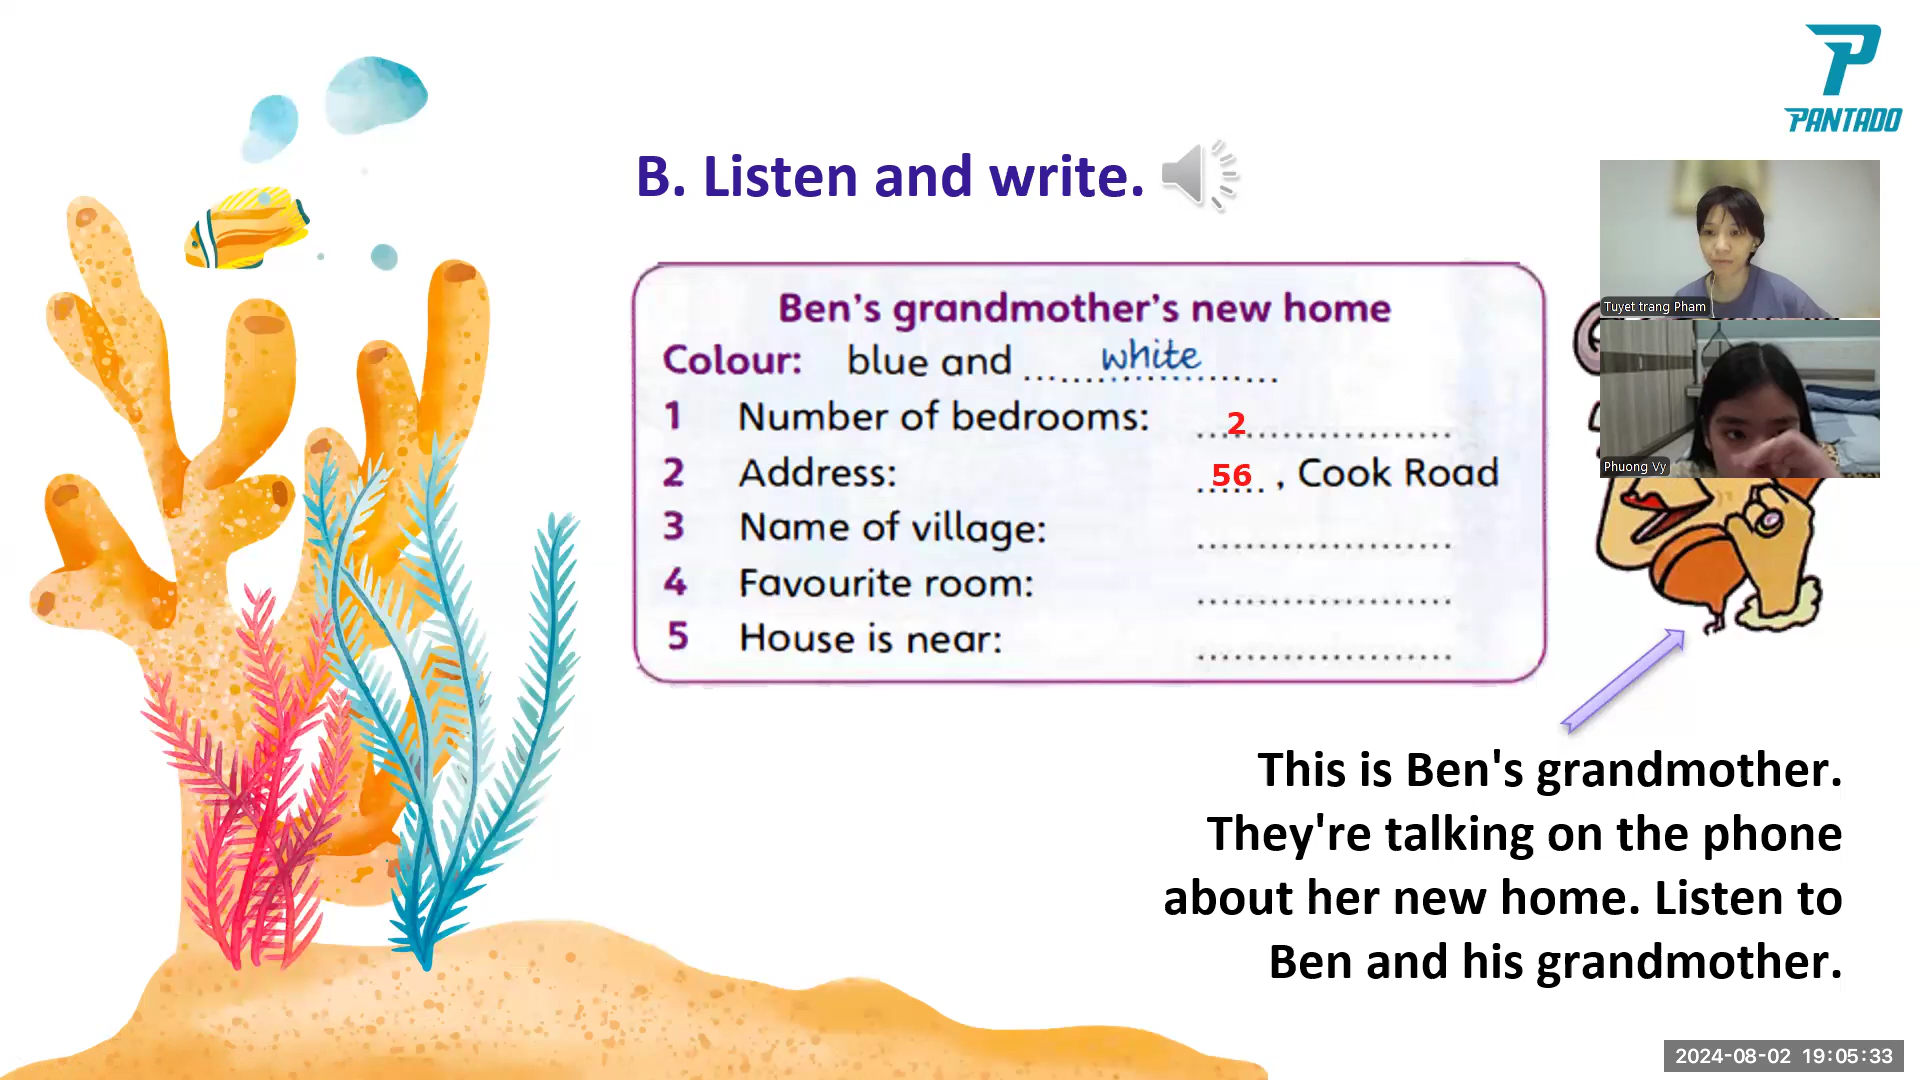 PANTADO
B. Listen and write.
Ben's grandmother's new home
Colour: blue and white
1 Number of bedrooms: 2
2 Address: 56, Cook Road
3 Name of village:
4 Favourite room:
5 House is near:
Tuyet trang Pham
Phuong Vy
This is Ben's grandmother.
They're talking on the phone
about her new home. Listen to
Ben and his grandmother.
2024-08-02 19:05:33